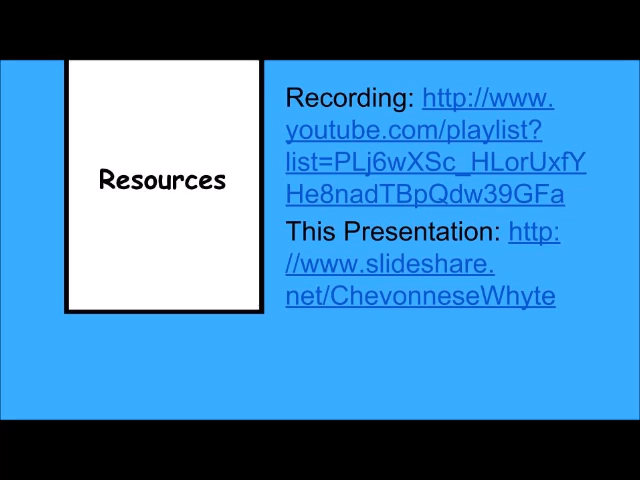 Resources
Recording: http://www.
youtube.com/playlist?
list=PLj6wXSc_HLorUxfY
He8nadTBpQdw39GFa
This Presentation: http:
//www.slideshare.
net/ChevonneseWhyte